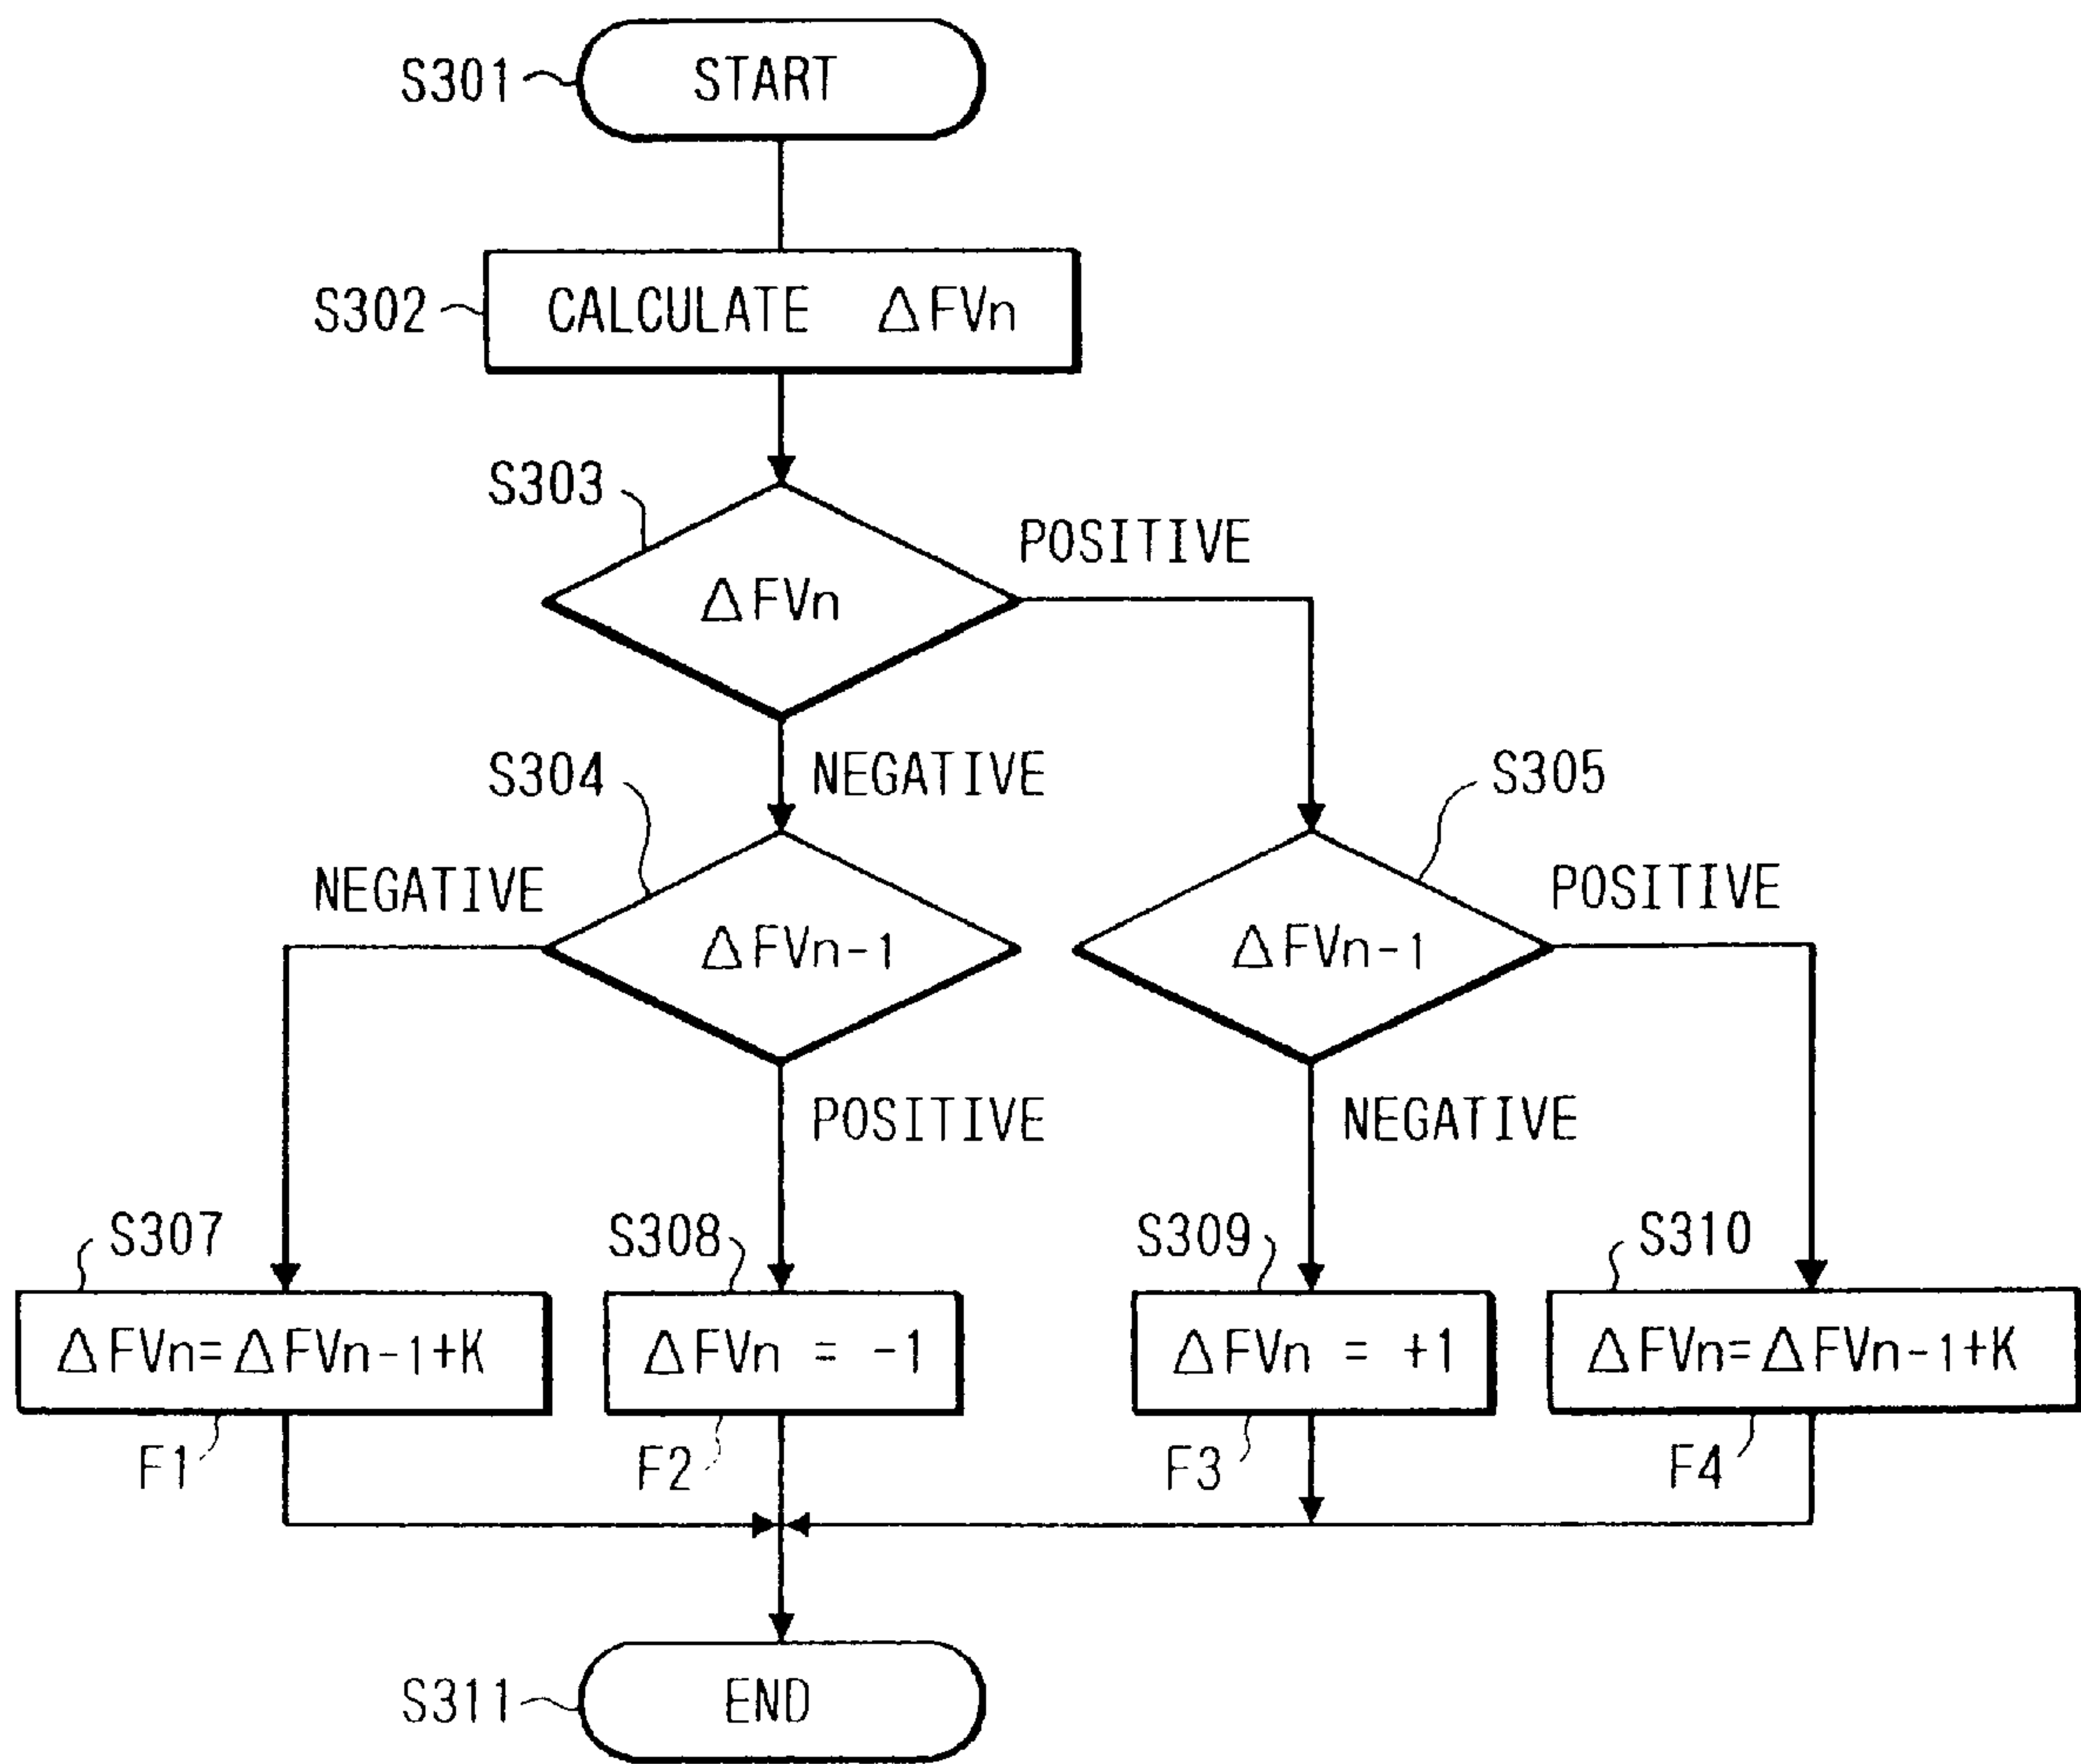 S301
START
S302
CALCULATE ΔFVn
S303
POSITIVE
ΔFVn
S304
NEGATIVE
S305
NEGATIVE
POSITIVE
ΔFVn-1
ΔFVn-1
POSITIVE
NEGATIVE
S307
S308
S309
S310
ΔFVn=ΔFVn-1+K
ΔFVn = -1
ΔFVn = +1
ΔFVn=ΔFVn-1+K
F1
F2
F3
F4
S311
END